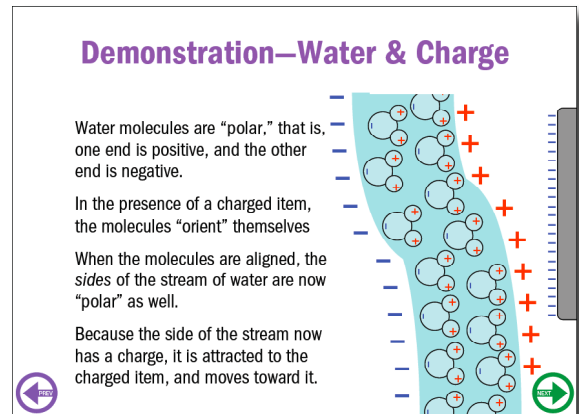 Demonstration—Water & Charge
Water molecules are “polar,” that is,
one end is positive, and the other
end is negative.
In the presence of a charged item,
the molecules “orient” themselves
When the molecules are aligned, the
sides of the stream of water are now
“polar” as well.
Because the side of the stream now
has a charge, it is attracted to the
charged item, and moves toward it.
PREV
NEXT